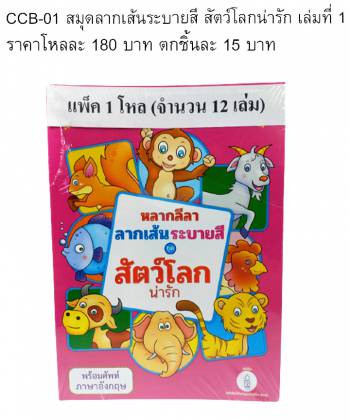 CCB-01 สมุดลากเส้นระบายสี สัตว์โลกน่ารัก เล่มที่ 1
ราคาโหลละ 180 บาท ตกชิ้นละ 15 บาท
แพ็ค 1 โหล (จำนวน 12 เล่ม)
หลากลีลา
ลากเส้นระบายสี
ชุด
สัตว์โลก
น่ารัก
พร้อมศัพท์
ภาษาอังกฤษ